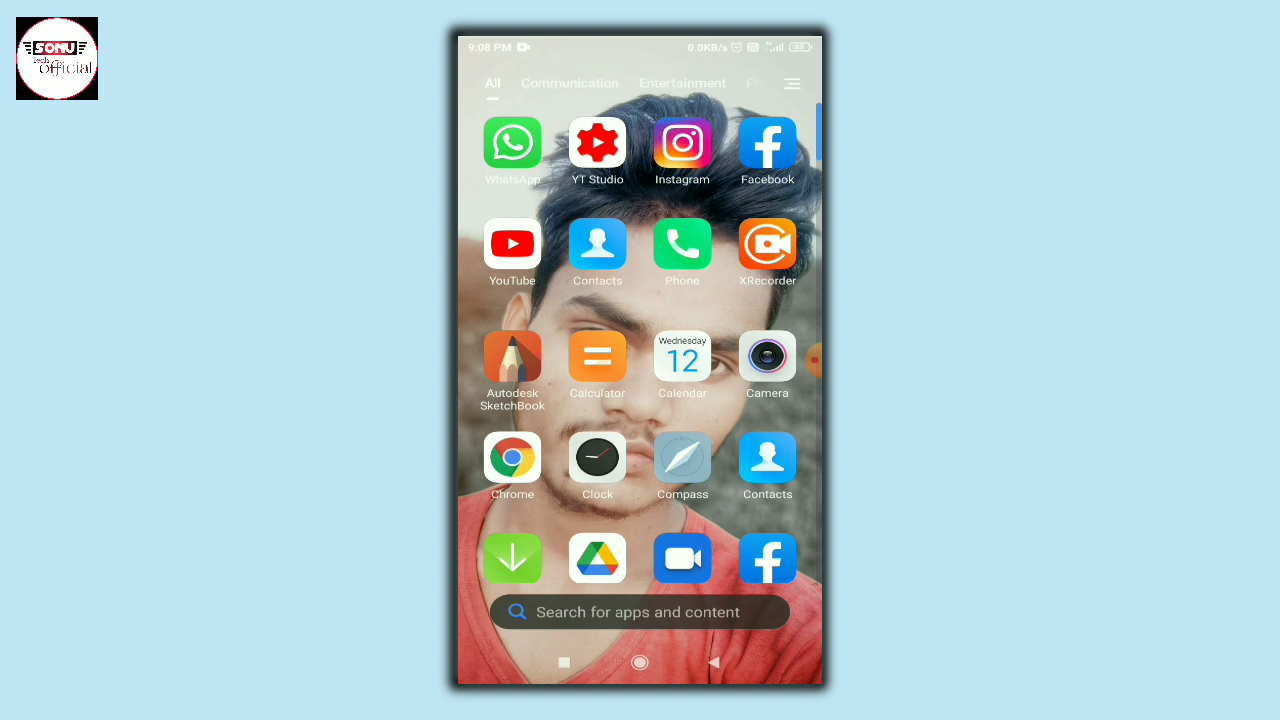 SONU
tech
official
9:08 PM
0.0KB/s
All Communication Entertainment
WhatsApp YT Studio Instagram Facebook
YouTube Contacts Phone XRecorder
Wednesday
12
Autodesk
SketchBook
Calculator Calendar Camera
Chrome Clock Compass Contacts
Search for apps and content